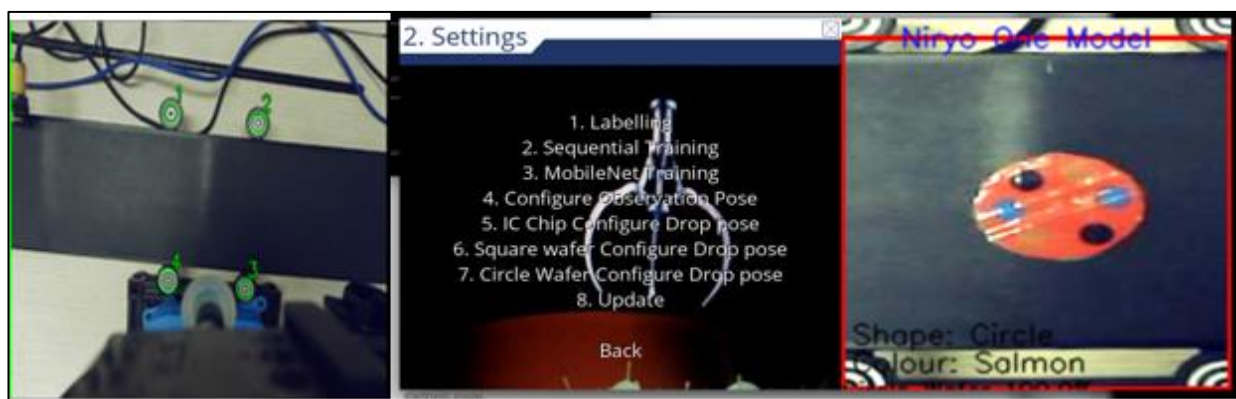 1
2
4
3
2. Settings
1. Labelling
2. Sequential Training
3. MobileNet Training
4. Configure Observation Pose
5. IC Chip Configure Drop pose
6. Square wafer Configure Drop pose
7. Circle Wafer Configure Drop pose
8. Update
Back
Niryo One Model
Shape: Circle
Colour: Salmon